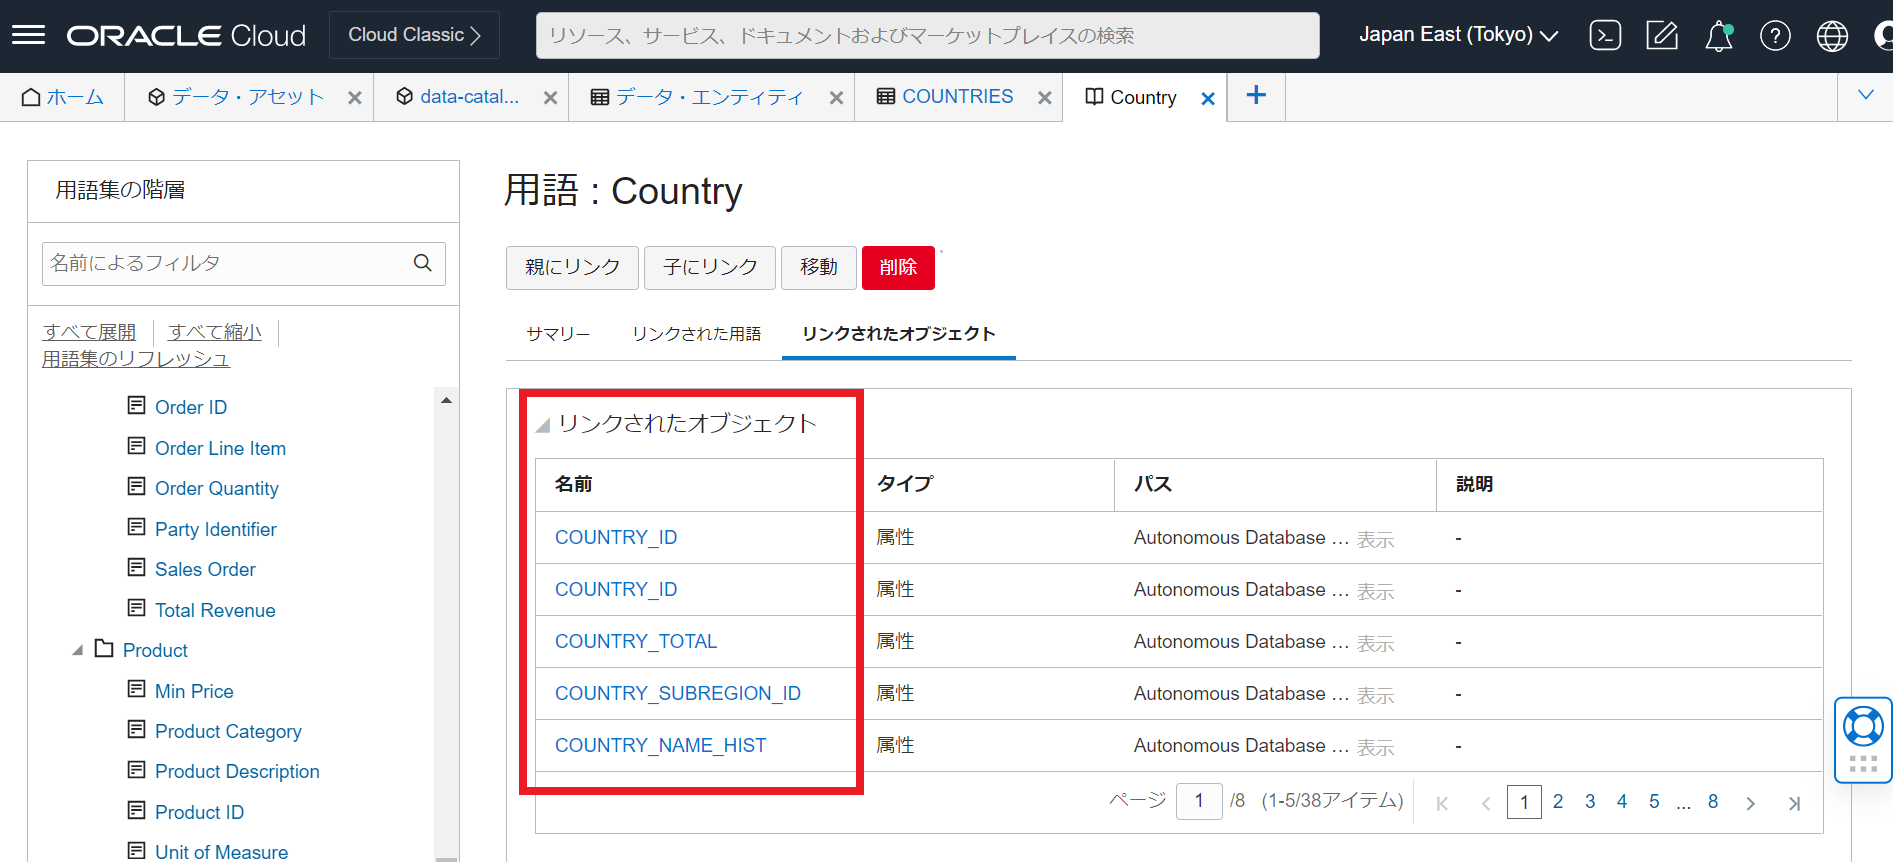 ORACLE Cloud Cloud Classic リソース、サービス、ドキュメントおよびマーケットプレイスの検索 Japan East (Tokyo)
ホーム データ・アセット data-catal... データ・エンティティ COUNTRIES Country
用語集の階層
名前によるフィルタ
すべて展開 すべて縮小
用語集のリフレッシュ
Order ID
Order Line Item
Order Quantity
Party Identifier
Sales Order
Total Revenue
Product
Min Price
Product Category
Product Description
Product ID
Unit of Measure
用語 : Country
親にリンク 子にリンク 移動 削除
サマリー リンクされた用語 リンクされたオブジェクト
リンクされたオブジェクト
名前 タイプ パス 説明
COUNTRY_ID 属性 Autonomous Database ... 表示 -
COUNTRY_ID 属性 Autonomous Database ... 表示 -
COUNTRY_TOTAL 属性 Autonomous Database ... 表示 -
COUNTRY_SUBREGION_ID 属性 Autonomous Database ... 表示 -
COUNTRY_NAME_HIST 属性 Autonomous Database ... 表示 -
ページ 1 /8 (1-5/38アイテム) 1 2 3 4 5 ... 8